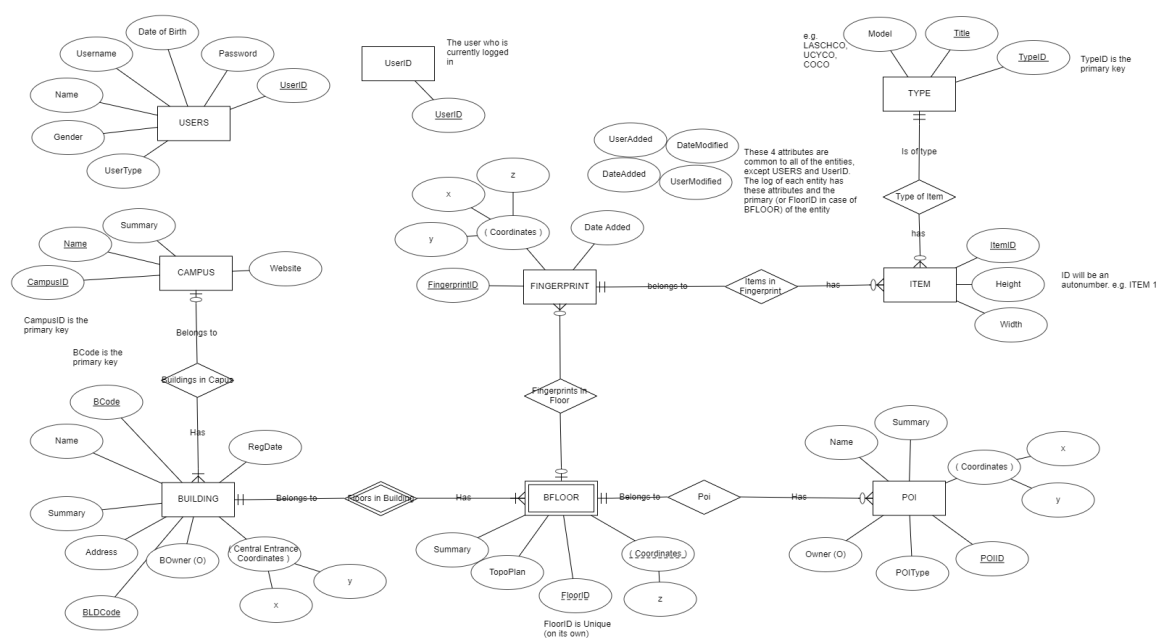 Date of Birth
Username
Password
Name
UserID
Gender
USERS
UserType
UserID
The user who is
currently logged
in
UserID
e.g.
LASCHCO,
UCYCO,
COCO
Model
Title
TypeID
TypeID is the
primary key
TYPE
Is of type
Type of Item
has
UserAdded
DateModified
DateAdded
UserModified
These 4 attributes are
common to all of the entities,
except USERS and UserID.
The log of each entity has
these attributes and the
primary (or FloorID in case of
BFLOOR) of the entity
Summary
Name
CampusID
CAMPUS
Website
CampusID is the
primary key
Belongs to
Buildings in Capus
Has
z
x
y
( Coordinates )
Date Added
FingerprintID
FINGERPRINT
belongs to
Items in
Fingerprint
has
ITEM
ItemID
Height
Width
ID will be an
autonumber. e.g. ITEM 1
Fingerprints in
Floor
BCode is the
primary key
BCode
Name
RegDate
BUILDING
Summary
Address
BOwner (O)
( Central Entrance
Coordinates )
y
x
BLDCode
Belongs to
Floors in Building
Has
BFLOOR
Summary
TopoPlan
FloorID
( Coordinates )
z
FloorID is Unique
(on its own)
Belongs to
Poi
Has
POI
Name
Summary
( Coordinates )
x
y
Owner (O)
POIType
POIID